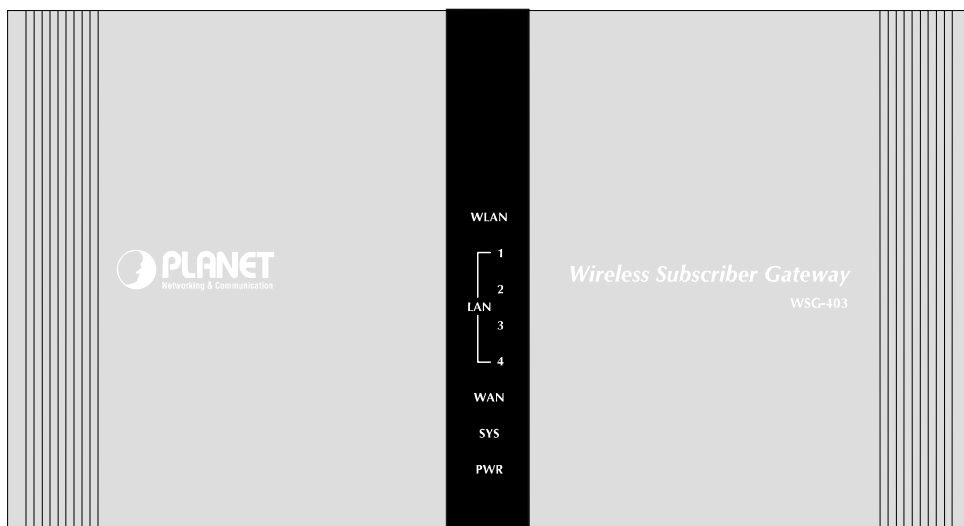 PLANET
Networking & Communication
WLAN
1
2
LAN
3
4
WAN
SYS
PWR
Wireless Subscriber Gateway
WSG-403